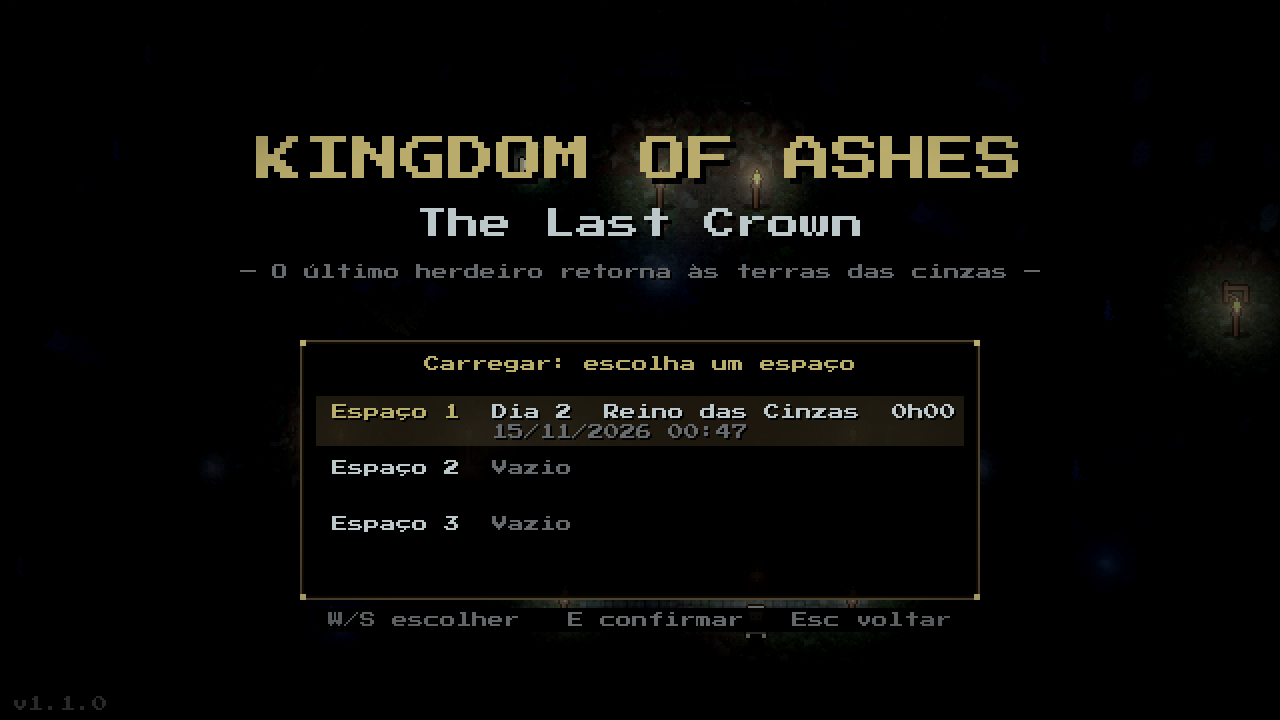 KINGDOM OF ASHES
The Last Crown
— O último herdeiro retorna às terras das cinzas —
Carregar: escolha um espaço
Espaço 1 Dia 2 Reino das Cinzas 0h00
15/11/2026 00:47
Espaço 2 Vazio
Espaço 3 Vazio
W/S escolher E confirmar Esc voltar
v1.1.0